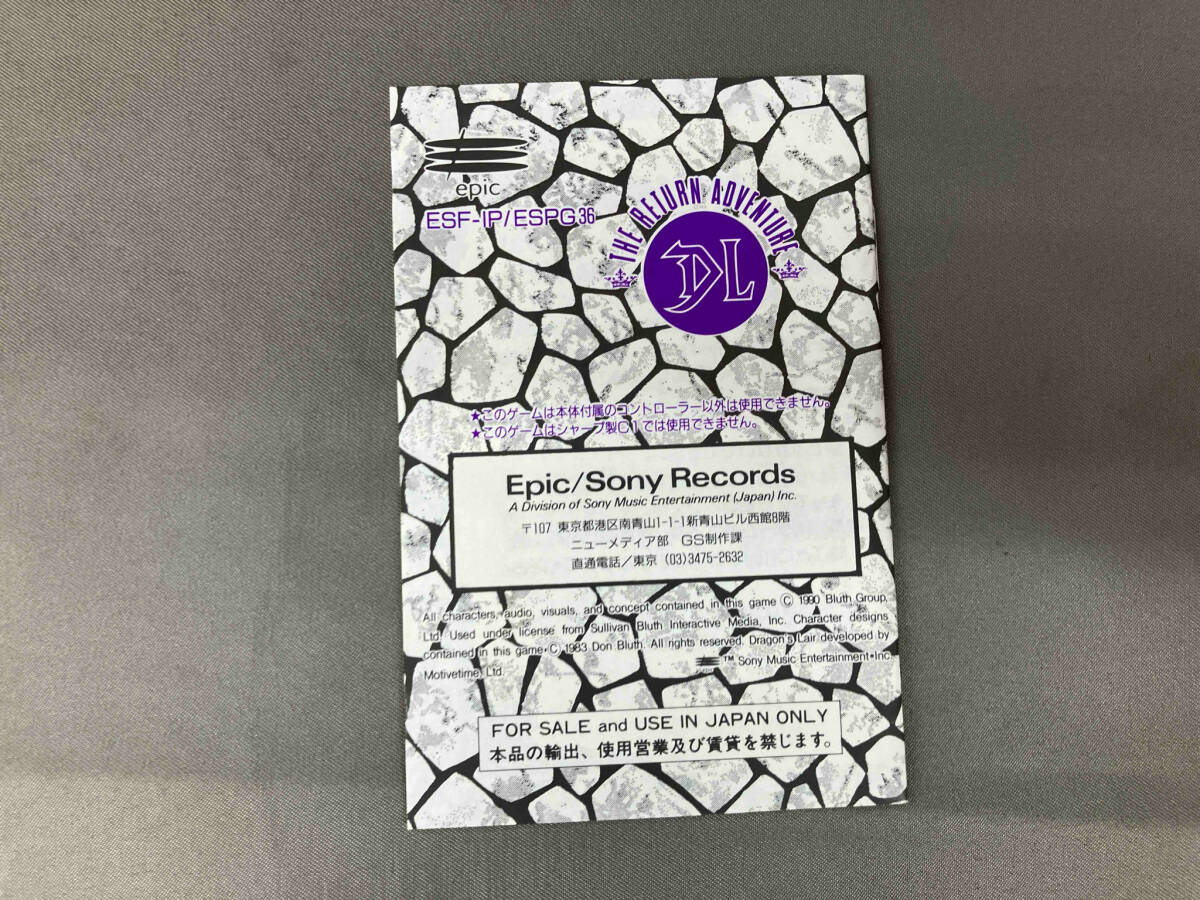 epic
ESF-IP/ESPG36
THE RETURN ADVENTURE
DL
★このゲームは本体付属のコントローラー以外は使用できません。
★このゲームはシャープ製C1では使用できません。
Epic/Sony Records
A Division of Sony Music Entertainment (Japan) Inc.
〒107 東京都港区南青山1-1-1新青山ビル西館8階
ニューメディア部 GS制作課
直通電話／東京 (03)3475-2632
All characters, audio, visuals, and concept contained in this game © 1990 Bluth Group,
Ltd. Used under license from Sullivan Bluth Interactive Media, Inc. Character designs
contained in this game © 1983 Don Bluth. All rights reserved. Dragon's Lair developed by
Motivetime, Ltd.
™ Sony Music Entertainment Inc.
FOR SALE and USE IN JAPAN ONLY
本品の輸出、使用営業及び賃貸を禁じます。